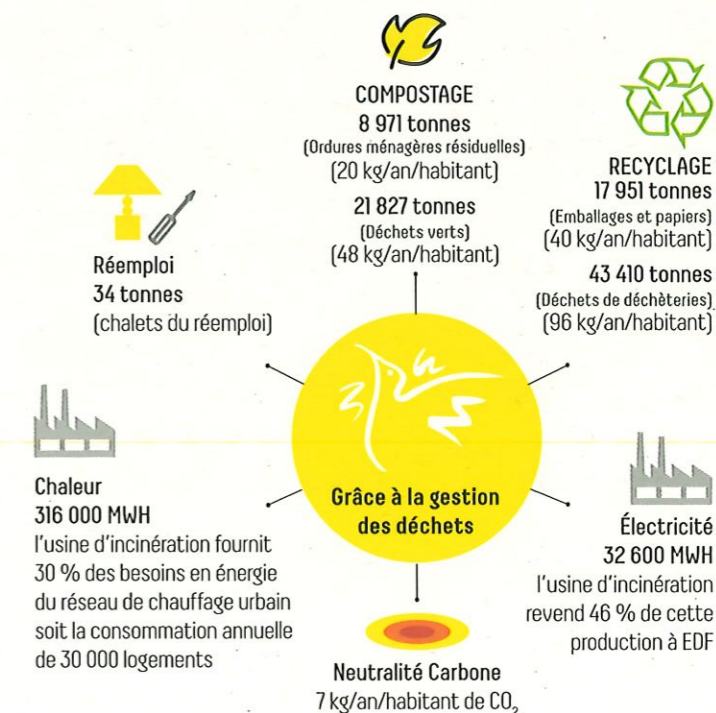 COMPOSTAGE
8 971 tonnes
(Ordures ménagères résiduelles)
(20 kg/an/habitant)
21 827 tonnes
(Déchets verts)
(48 kg/an/habitant)
RECYCLAGE
17 951 tonnes
(Emballages et papiers)
(40 kg/an/habitant)
43 410 tonnes
(Déchets de déchèteries)
(96 kg/an/habitant)
Réemploi
34 tonnes
(chalets du réemploi)
Grâce à la gestion
des déchets
Chaleur
316 000 MWH
l'usine d'incinération fournit
30 % des besoins en énergie
du réseau de chauffage urbain
soit la consommation annuelle
de 30 000 logements
Électricité
32 600 MWH
l'usine d'incinération
revend 46 % de cette
production à EDF
Neutralité Carbone
7 kg/an/habitant de CO₂